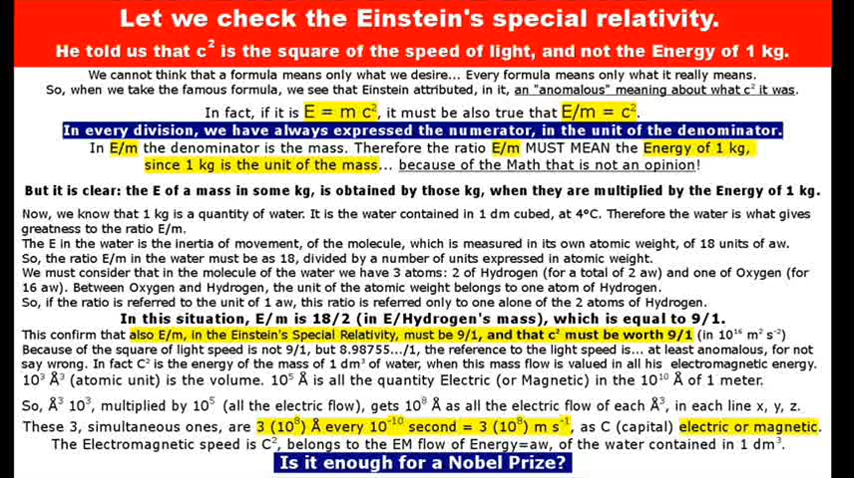 Let we check the Einstein's special relativity.
He told us that c² is the square of the speed of light, and not the Energy of 1 kg.
We cannot think that a formula means only what we desire... Every formula means only what it really means.
So, when we take the famous formula, we see that Einstein attributed, in it, an "anomalous" meaning about what c² it was.
In fact, if it is E = m c², it must be also true that E/m = c².
In every division, we have always expressed the numerator, in the unit of the denominator.
In E/m the denominator is the mass. Therefore the ratio E/m MUST MEAN the Energy of 1 kg,
since 1 kg is the unit of the mass... because of the Math that is not an opinion!
But it is clear: the E of a mass in some kg, is obtained by those kg, when they are multiplied by the Energy of 1 kg.
Now, we know that 1 kg is a quantity of water. It is the water contained in 1 dm cubed, at 4°C. Therefore the water is what gives
greatness to the ratio E/m.
The E in the water is the inertia of movement, of the molecule, which is measured in its own atomic weight, of 18 units of aw.
So, the ratio E/m in the water must be as 18, divided by a number of units expressed in atomic weight.
We must consider that in the molecule of the water we have 3 atoms: 2 of Hydrogen (for a total of 2 aw) and one of Oxygen (for
16 aw). Between Oxygen and Hydrogen, the unit of the atomic weight belongs to one atom of Hydrogen.
So, if the ratio is referred to the unit of 1 aw, this ratio is referred only to one alone of the 2 atoms of Hydrogen.
In this situation, E/m is 18/2 (in E/Hydrogen's mass), which is equal to 9/1.
This confirm that also E/m, in the Einstein's Special Relativity, must be 9/1, and that c² must be worth 9/1 (in 10¹⁶ m² s⁻²)
Because of the square of light speed is not 9/1, but 8.98755.../1, the reference to the light speed is... at least anomalous, for not
say wrong. In fact C² is the energy of the mass of 1 dm³ of water, when this mass flow is valued in all his electromagnetic energy.
10³ Å³ (atomic unit) is the volume. 10⁵ Å is all the quantity Electric (or Magnetic) in the 10¹⁰ Å of 1 meter.
So, Å³ 10³, multiplied by 10⁵ (all the electric flow), gets 10⁸ Å as all the electric flow of each Å³, in each line x, y, z.
These 3, simultaneous ones, are 3 (10⁸) Å every 10⁻¹⁰ second = 3 (10⁸) m s⁻¹, as C (capital) electric or magnetic.
The Electromagnetic speed is C², belongs to the EM flow of Energy=aw, of the water contained in 1 dm³.
Is it enough for a Nobel Prize?